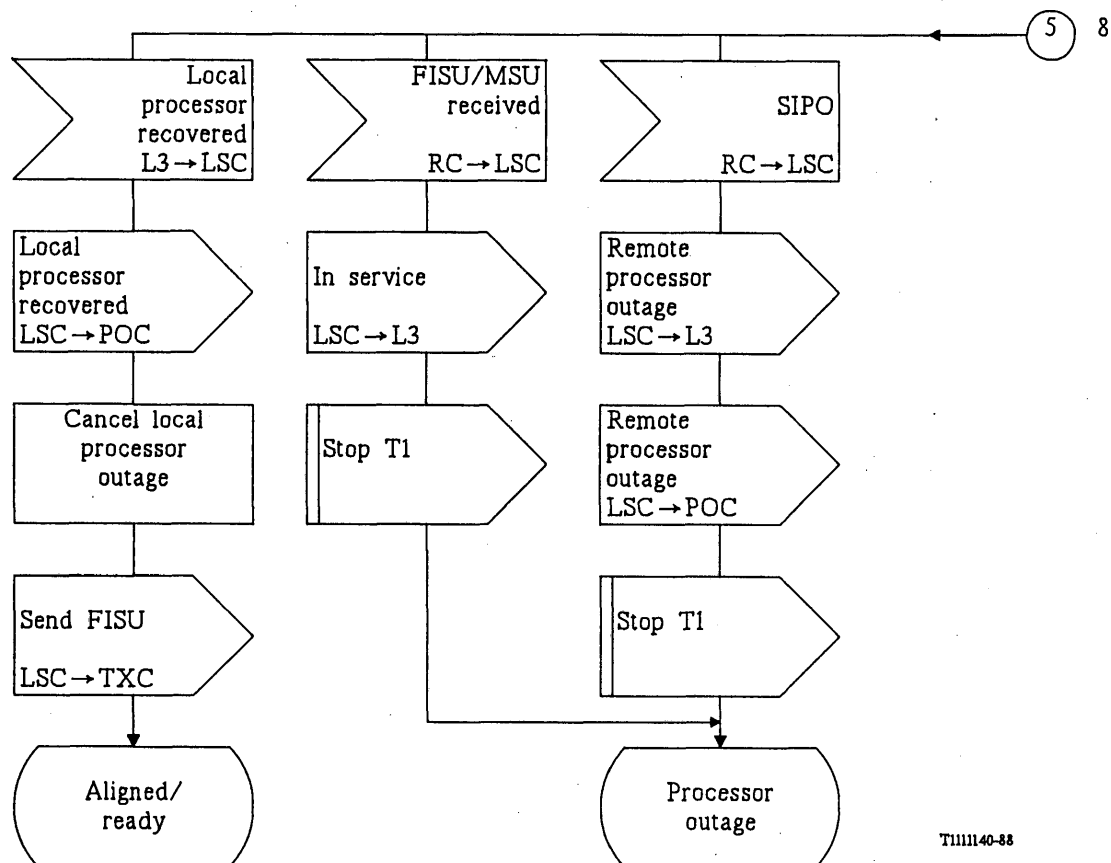 5 8
Local
processor
recovered
L3→LSC
FISU/MSU
received
RC→LSC
SIPO
RC→LSC
Local
processor
recovered
LSC→POC
In service
LSC→L3
Remote
processor
outage
LSC→L3
Cancel local
processor
outage
Stop T1
Remote
processor
outage
LSC→POC
Send FISU
LSC→TXC
Stop T1
Aligned/
ready
Processor
outage
T1111140-88